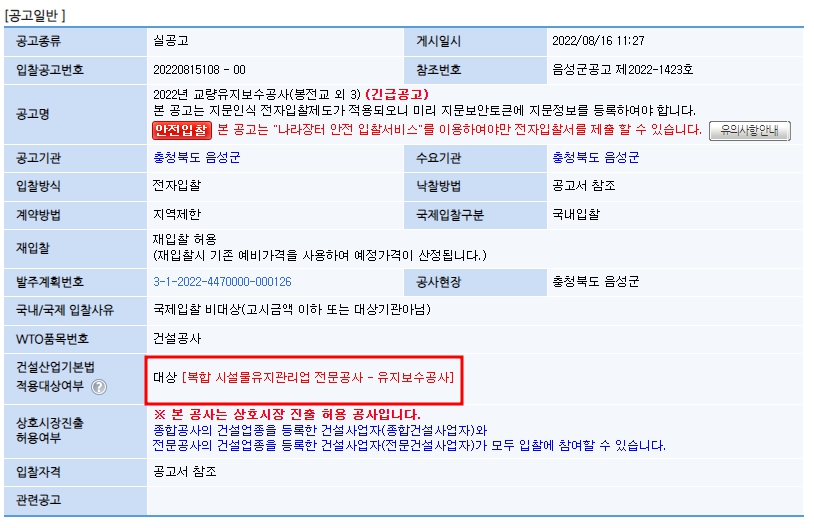 [공고일반 ]
공고종류 실공고 게시일시 2022/08/16 11:27
입찰공고번호 20220815108 - 00 참조번호 음성군공고 제2022-1423호
공고명 2022년 교량유지보수공사(봉전교 외 3) (긴급공고)
본 공고는 지문인식 전자입찰제도가 적용되오니 미리 지문보안토큰에 지문정보를 등록하여야 합니다.
안전입찰 본 공고는 "나라장터 안전 입찰서비스"를 이용하여야만 전자입찰서를 제출 할 수 있습니다. 유의사항안내
공고기관 충청북도 음성군 수요기관 충청북도 음성군
입찰방식 전자입찰 낙찰방법 공고서 참조
계약방법 지역제한 국제입찰구분 국내입찰
재입찰 재입찰 허용
(재입찰시 기존 예비가격을 사용하여 예정가격이 산정됩니다.)
발주계획번호 3-1-2022-4470000-000126 공사현장 충청북도 음성군
국내/국제 입찰사유 국제입찰 비대상(고시금액 이하 또는 대상기관아님)
WTO품목번호 건설공사
건설산업기본법
적용대상여부 ? 대상 [복합 시설물유지관리업 전문공사 - 유지보수공사]
상호시장진출
허용여부 ※ 본 공사는 상호시장 진출 허용 공사입니다.
종합공사의 건설업종을 등록한 건설사업자(종합건설사업자)와
전문공사의 건설업종을 등록한 건설사업자(전문건설사업자)가 모두 입찰에 참여할 수 있습니다.
입찰자격 공고서 참조
관련공고